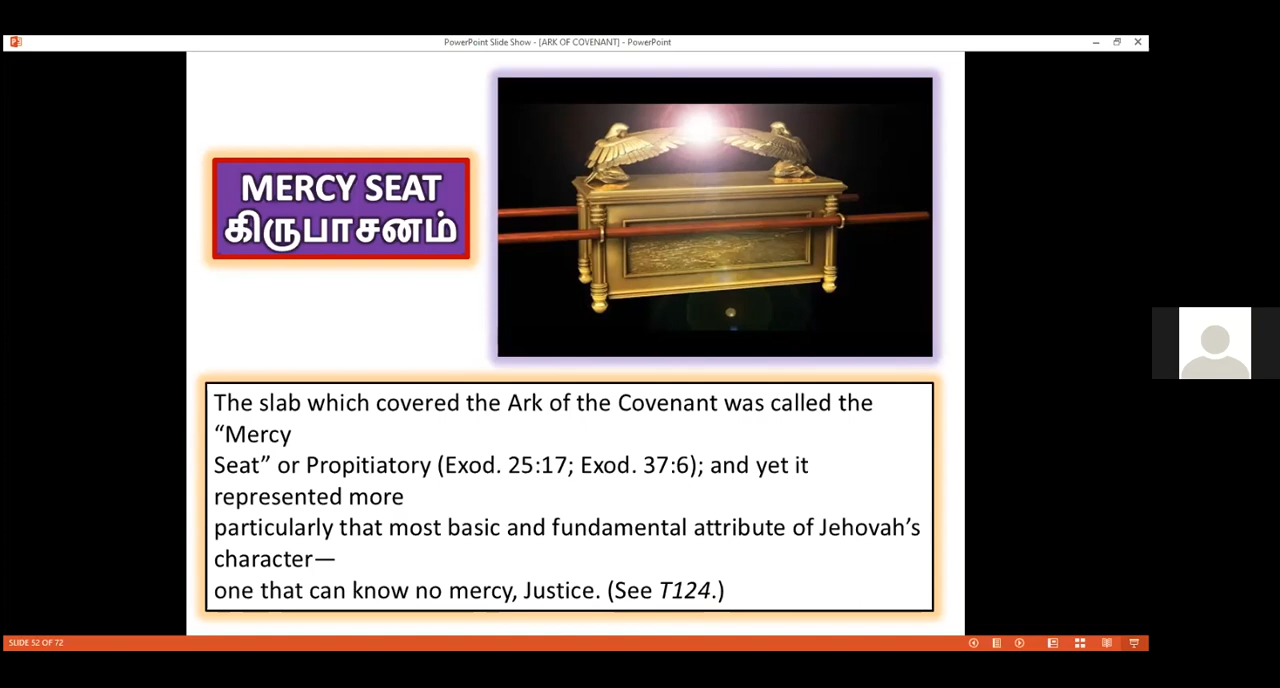 PowerPoint Slide Show - [ARK OF COVENANT] - PowerPoint
MERCY SEAT
கிருபாசனம்
The slab which covered the Ark of the Covenant was called the
“Mercy
Seat” or Propitiatory (Exod. 25:17; Exod. 37:6); and yet it
represented more
particularly that most basic and fundamental attribute of Jehovah’s
character—
one that can know no mercy, Justice. (See T124.)
SLIDE 52 OF 72